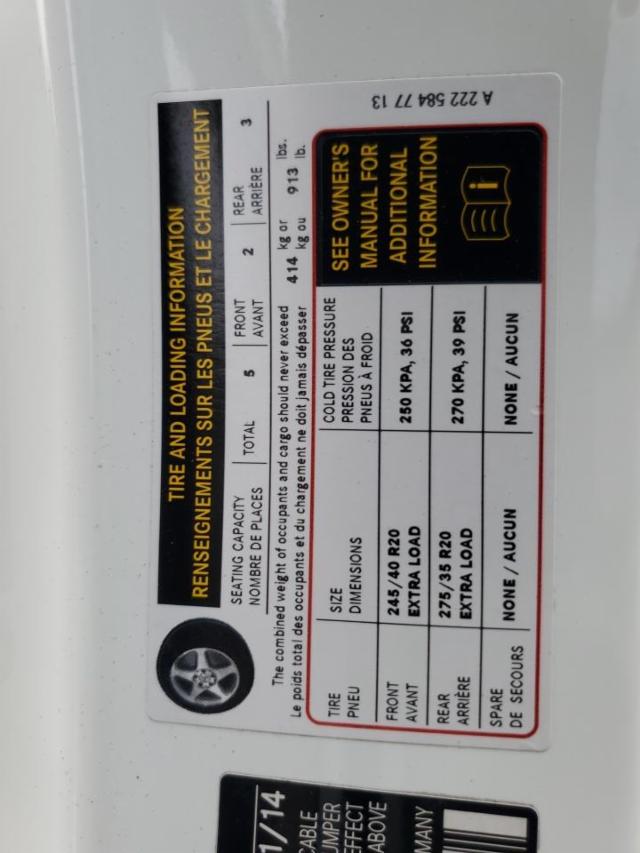 TIRE AND LOADING INFORMATION
RENSEIGNEMENTS SUR LES PNEUS ET LE CHARGEMENT
SEATING CAPACITY TOTAL 5 FRONT 2 REAR 3
NOMBRE DE PLACES AVANT ARRIÈRE
The combined weight of occupants and cargo should never exceed 414 kg or 913 lbs.
Le poids total des occupants et du chargement ne doit jamais dépasser kg ou lb.
TIRE SIZE COLD TIRE PRESSURE
PNEU DIMENSIONS PRESSION DES
PNEUS À FROID
FRONT 245/40 R20 250 KPA, 36 PSI
AVANT EXTRA LOAD
REAR 275/35 R20 270 KPA, 39 PSI
ARRIÈRE EXTRA LOAD
SPARE NONE / AUCUN NONE / AUCUN
DE SECOURS
SEE OWNER'S
MANUAL FOR
ADDITIONAL
INFORMATION
A 222 584 77 13
1/14
CABLE
UMPER
EFFECT
ABOVE
MANY